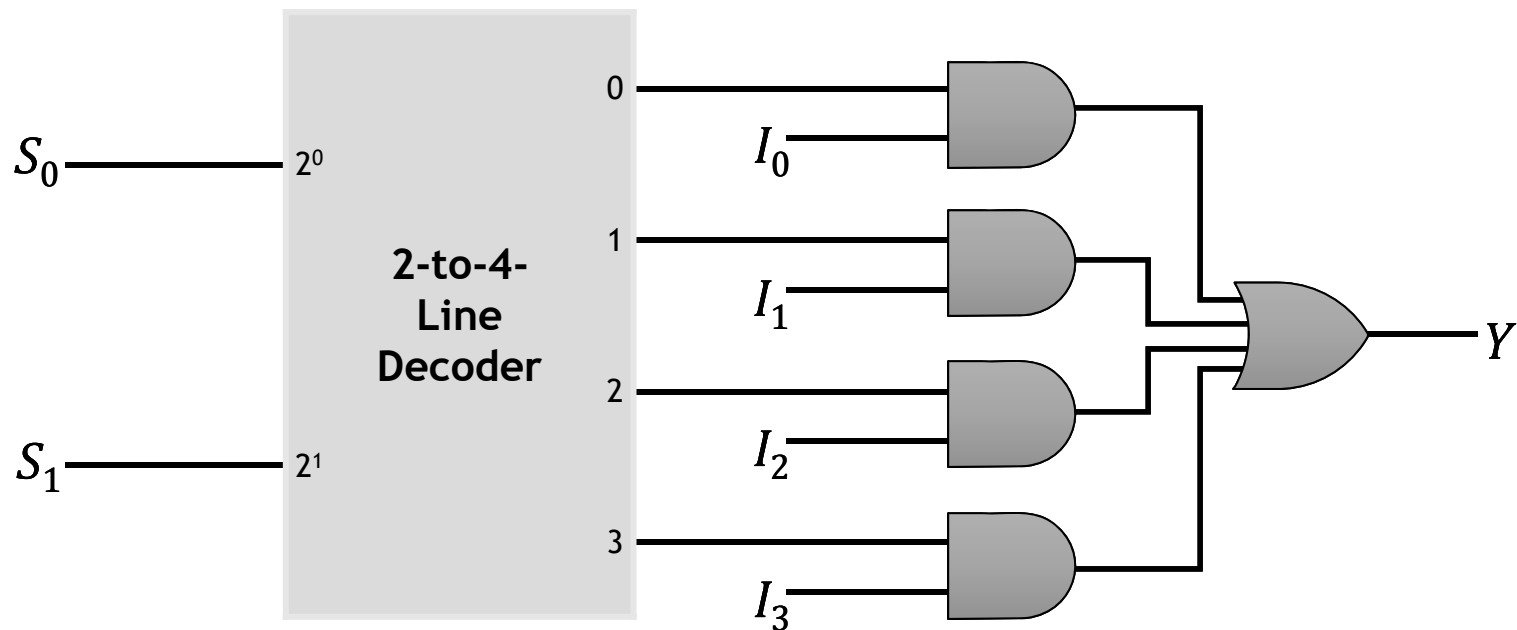 0
S₀
2⁰
I₀
1
2-to-4-
Line
Decoder
I₁
Y
2
I₂
S₁
2¹
3
I₃